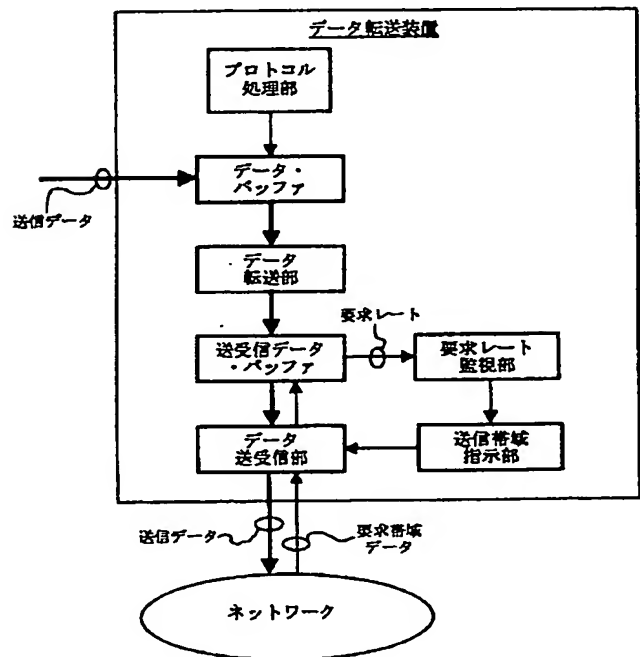 データ転送装置
プロトコル
処理部
データ・
バッファ
送信データ
データ
転送部
要求レート
送受信データ
・バッファ
要求レート
監視部
データ
送受信部
送信帯域
指示部
送信データ
要求帯域
データ
ネットワーク